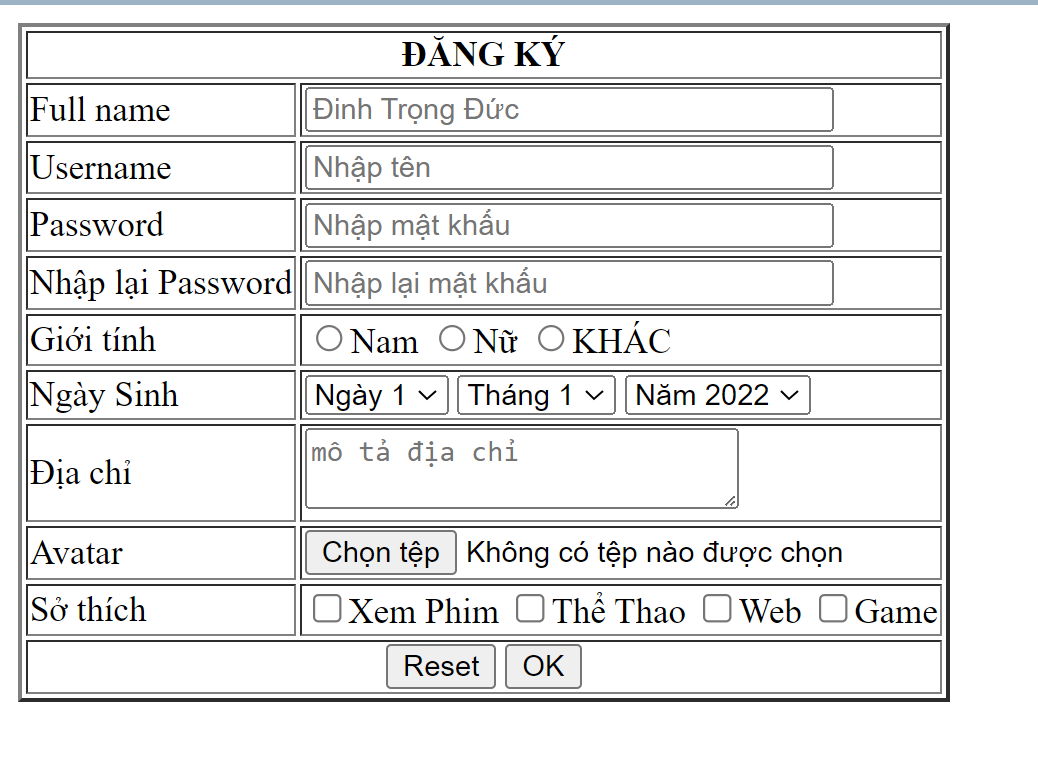 ĐĂNG KÝ
Full name Đinh Trọng Đức
Username Nhập tên
Password Nhập mật khẩu
Nhập lại Password Nhập lại mật khẩu
Giới tính Nam Nữ KHÁC
Ngày Sinh Ngày 1 Tháng 1 Năm 2022
Địa chỉ mô tả địa chỉ
Avatar Chọn tệp Không có tệp nào được chọn
Sở thích Xem Phim Thể Thao Web Game
Reset OK